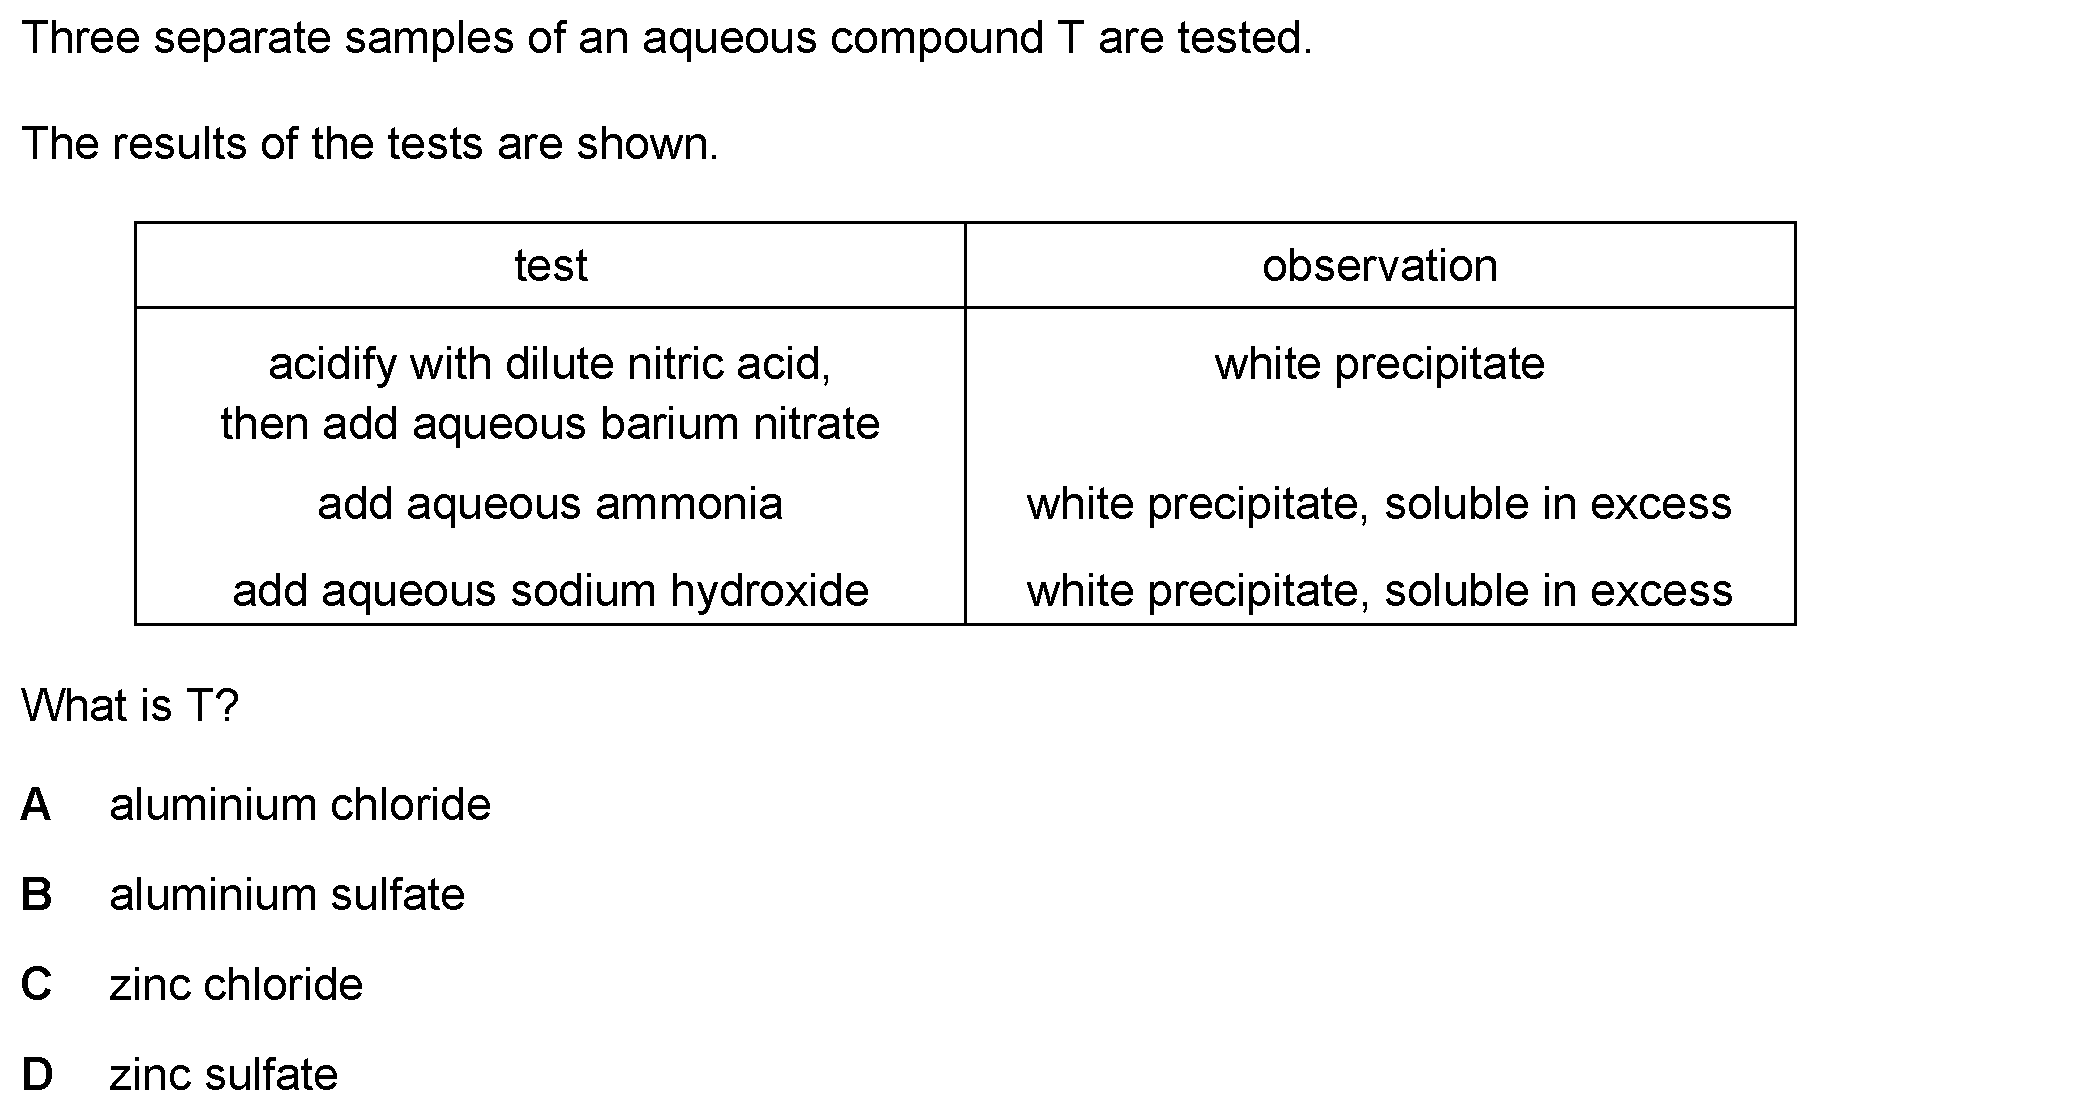 Three separate samples of an aqueous compound T are tested.
The results of the tests are shown.
test observation
acidify with dilute nitric acid, white precipitate
then add aqueous barium nitrate
add aqueous ammonia white precipitate, soluble in excess
add aqueous sodium hydroxide white precipitate, soluble in excess
What is T?
A aluminium chloride
B aluminium sulfate
C zinc chloride
D zinc sulfate